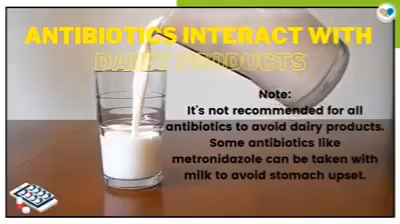 ANTIBIOTICS INTERACT WITH
DAIRY PRODUCTS
Note:
It's not recommended for all
antibiotics to avoid dairy products.
Some antibiotics like
metronidazole can be taken with
milk to avoid stomach upset.